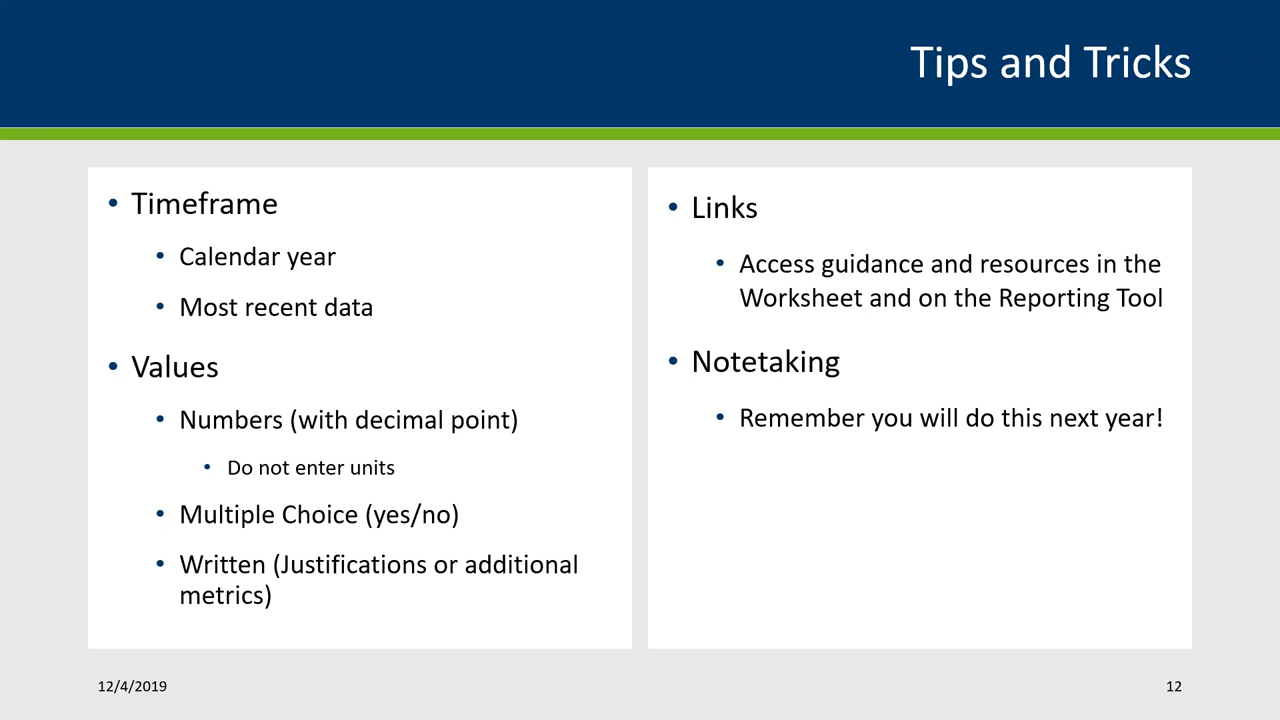 Tips and Tricks
• Timeframe
• Calendar year
• Most recent data
• Values
• Numbers (with decimal point)
• Do not enter units
• Multiple Choice (yes/no)
• Written (Justifications or additional
metrics)
• Links
• Access guidance and resources in the
Worksheet and on the Reporting Tool
• Notetaking
• Remember you will do this next year!
12/4/2019
12